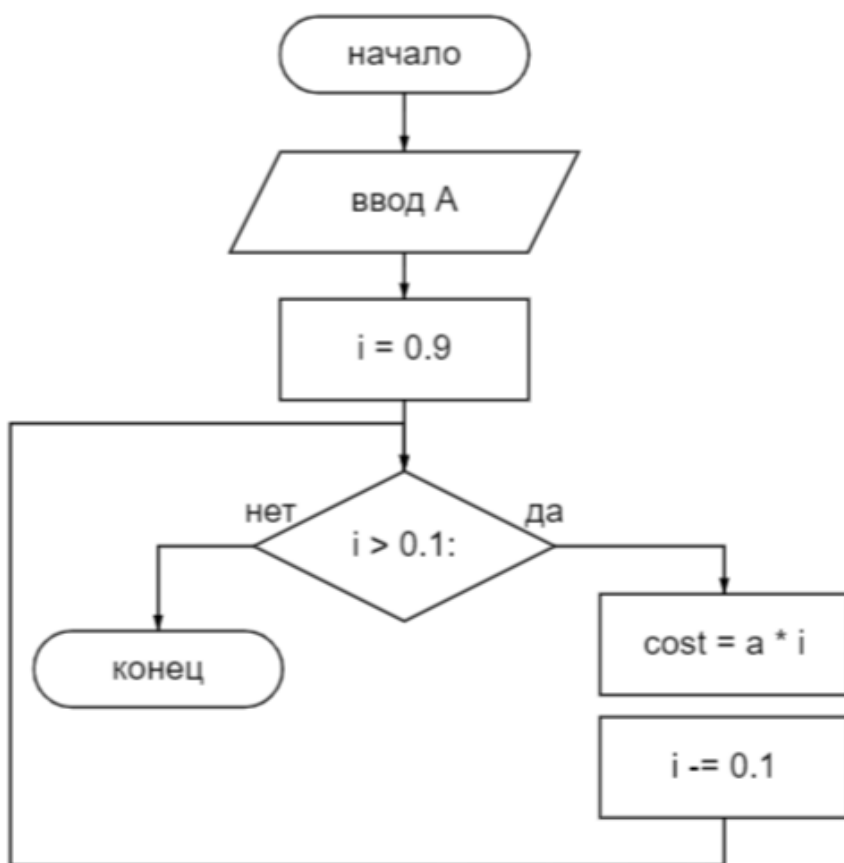 начало
ввод А
i = 0.9
нет
да
i > 0.1:
cost = a * i
конец
i -= 0.1